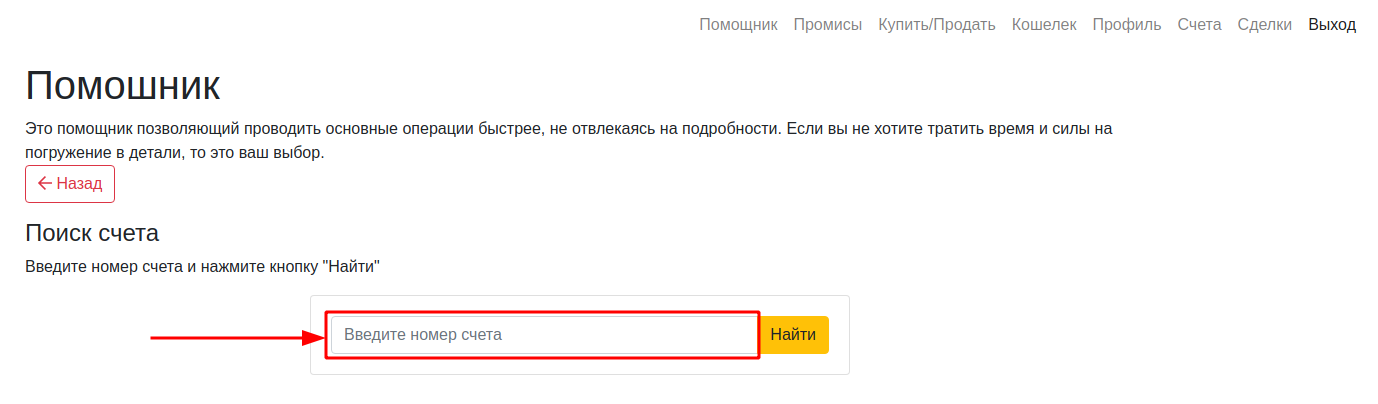 Помощник Промисы Купить/Продать Кошелек Профиль Счета Сделки Выход
Помошник
Это помощник позволяющий проводить основные операции быстрее, не отвлекаясь на подробности. Если вы не хотите тратить время и силы на
погружение в детали, то это ваш выбор.
Назад
Поиск счета
Введите номер счета и нажмите кнопку "Найти"
Введите номер счета Найти